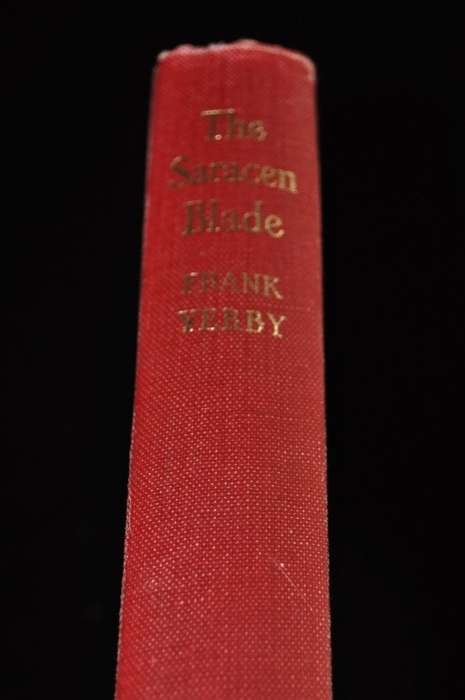 The
Saracen
Blade
FRANK
YERBY